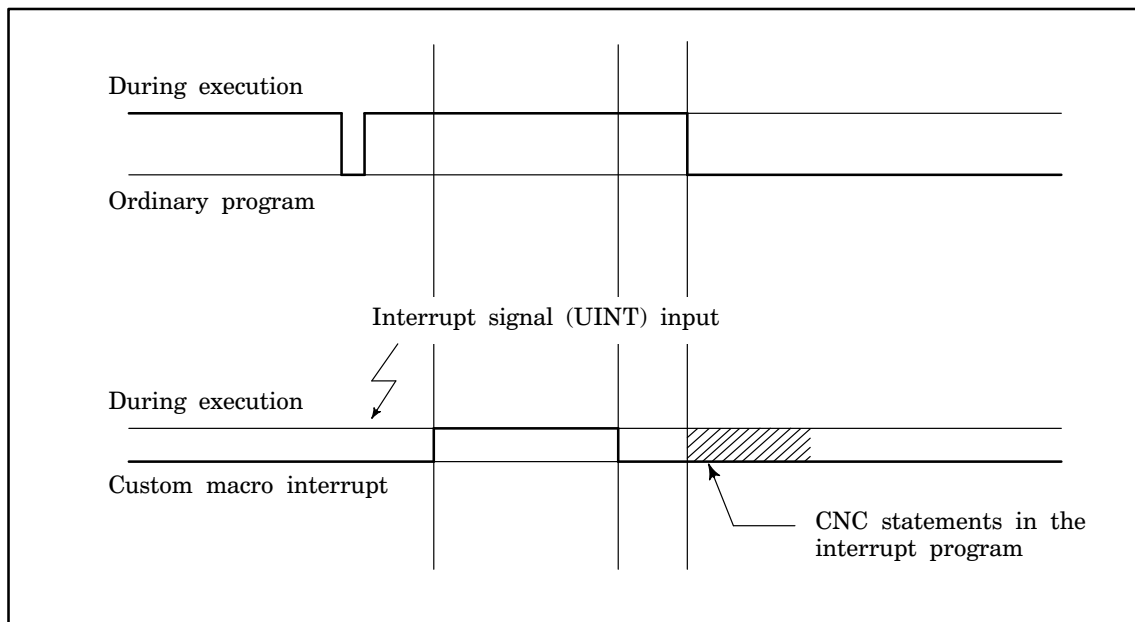 During execution
Ordinary program
Interrupt signal (UINT) input
During execution
Custom macro interrupt
CNC statements in the
interrupt program